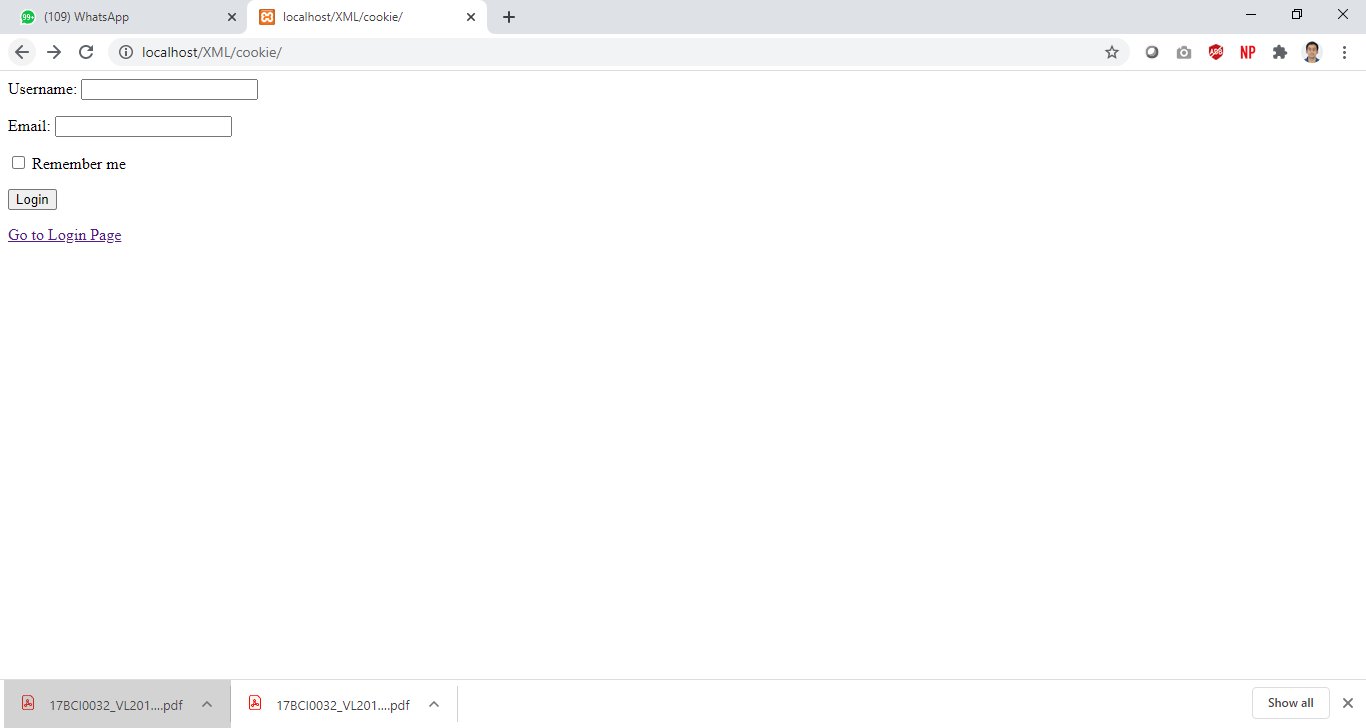 (109) WhatsApp
localhost/XML/cookie/
localhost/XML/cookie/
ABP
NP
Username:
Email:
Remember me
Login
Go to Login Page
17BCI0032_VL201....pdf
17BCI0032_VL201....pdf
Show all